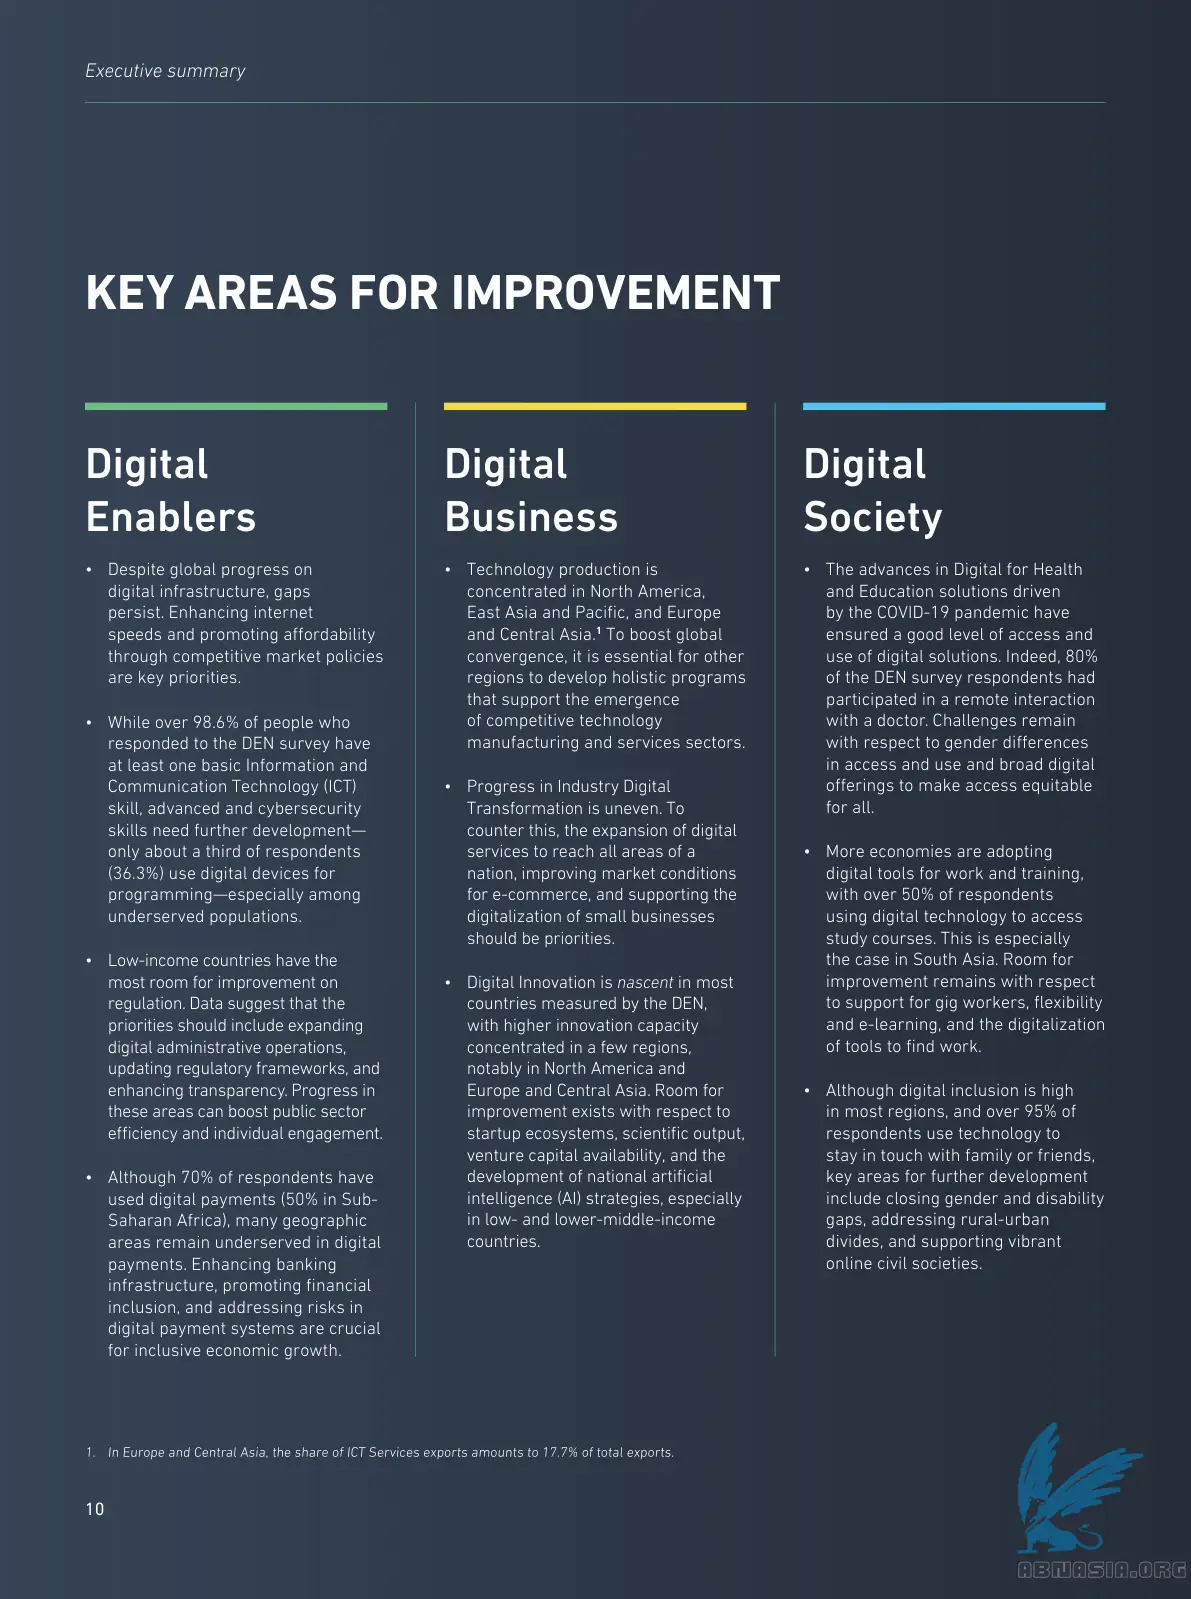 Executive summary
KEY AREAS FOR IMPROVEMENT
Digital
Enablers
• Despite global progress on
digital infrastructure, gaps
persist. Enhancing internet
speeds and promoting affordability
through competitive market policies
are key priorities.
• While over 98.6% of people who
responded to the DEN survey have
at least one basic Information and
Communication Technology (ICT)
skill, advanced and cybersecurity
skills need further development—
only about a third of respondents
(36.3%) use digital devices for
programming—especially among
underserved populations.
• Low-income countries have the
most room for improvement on
regulation. Data suggest that the
priorities should include expanding
digital administrative operations,
updating regulatory frameworks, and
enhancing transparency. Progress in
these areas can boost public sector
efficiency and individual engagement.
• Although 70% of respondents have
used digital payments (50% in Sub-
Saharan Africa), many geographic
areas remain underserved in digital
payments. Enhancing banking
infrastructure, promoting financial
inclusion, and addressing risks in
digital payment systems are crucial
for inclusive economic growth.
Digital
Business
• Technology production is
concentrated in North America,
East Asia and Pacific, and Europe
and Central Asia.¹ To boost global
convergence, it is essential for other
regions to develop holistic programs
that support the emergence
of competitive technology
manufacturing and services sectors.
• Progress in Industry Digital
Transformation is uneven. To
counter this, the expansion of digital
services to reach all areas of a
nation, improving market conditions
for e-commerce, and supporting the
digitalization of small businesses
should be priorities.
• Digital Innovation is nascent in most
countries measured by the DEN,
with higher innovation capacity
concentrated in a few regions,
notably in North America and
Europe and Central Asia. Room for
improvement exists with respect to
startup ecosystems, scientific output,
venture capital availability, and the
development of national artificial
intelligence (AI) strategies, especially
in low- and lower-middle-income
countries.
Digital
Society
• The advances in Digital for Health
and Education solutions driven
by the COVID-19 pandemic have
ensured a good level of access and
use of digital solutions. Indeed, 80%
of the DEN survey respondents had
participated in a remote interaction
with a doctor. Challenges remain
with respect to gender differences
in access and use and broad digital
offerings to make access equitable
for all.
• More economies are adopting
digital tools for work and training,
with over 50% of respondents
using digital technology to access
study courses. This is especially
the case in South Asia. Room for
improvement remains with respect
to support for gig workers, flexibility
and e-learning, and the digitalization
of tools to find work.
• Although digital inclusion is high
in most regions, and over 95% of
respondents use technology to
stay in touch with family or friends,
key areas for further development
include closing gender and disability
gaps, addressing rural-urban
divides, and supporting vibrant
online civil societies.
1. In Europe and Central Asia, the share of ICT Services exports amounts to 17.7% of total exports.
10
ABNASIA.ORG